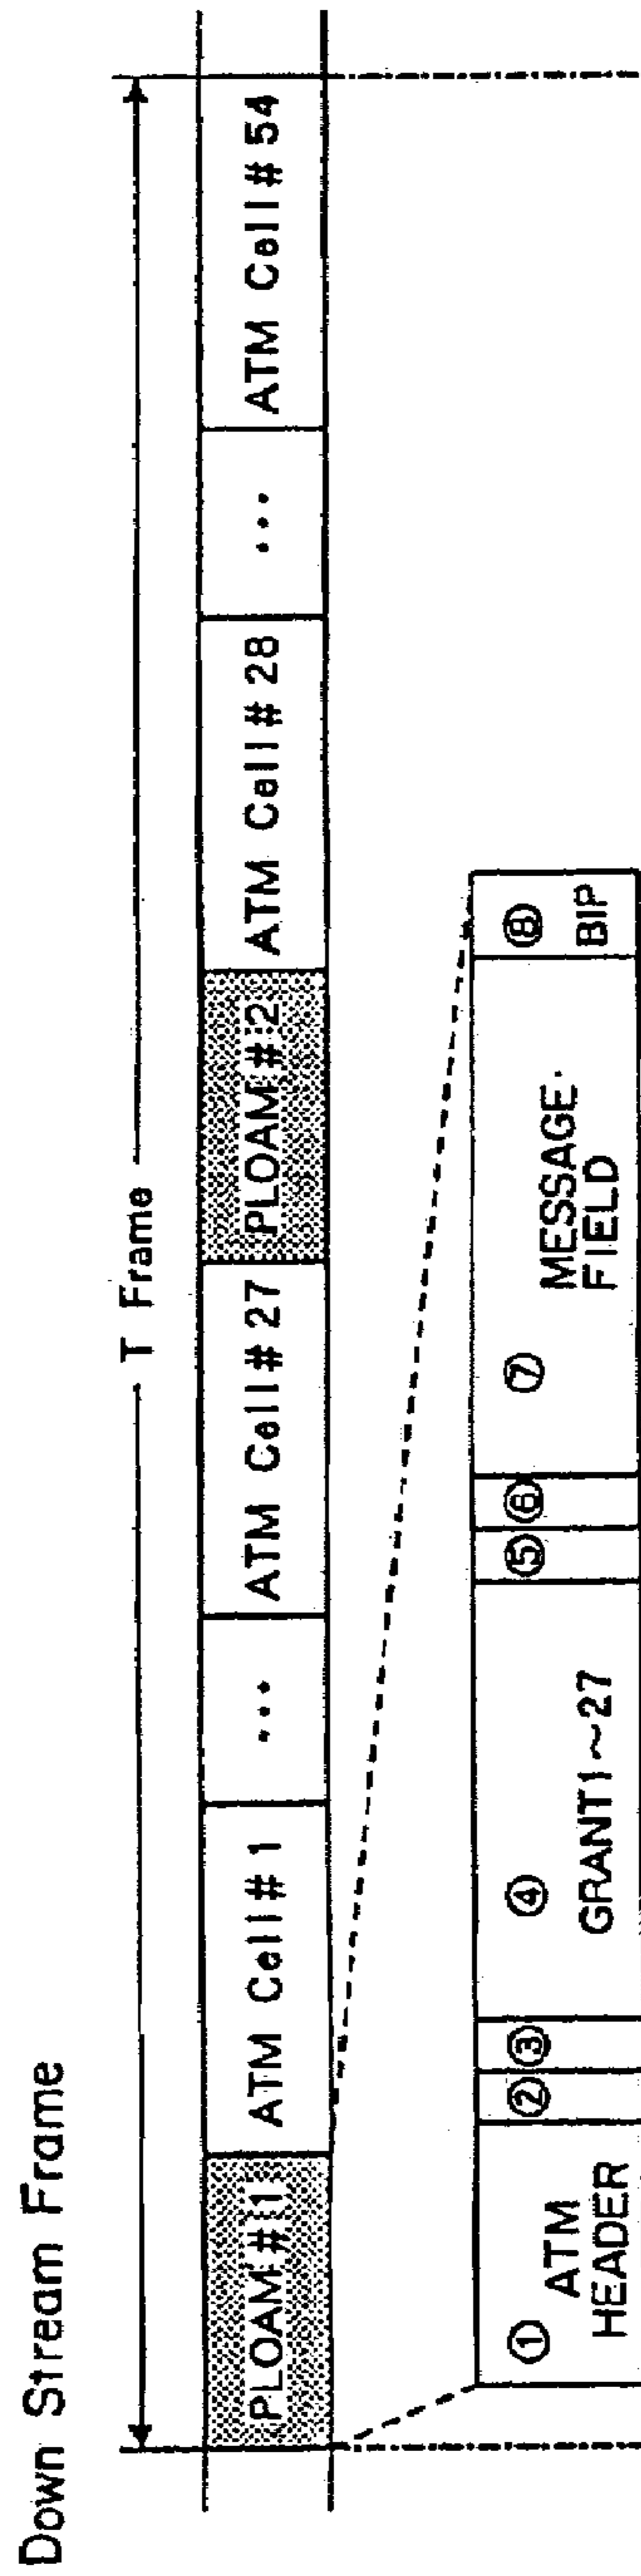 Down Stream Frame
T Frame
PLOAM#1 ATM Cell#1 ... ATM Cell#27 PLOAM#2 ATM Cell#28 ... ATM Cell#54
① ATM HEADER
②
③
④ GRANT1~27
⑤
⑥
⑦ MESSAGE FIELD
⑧ BIP